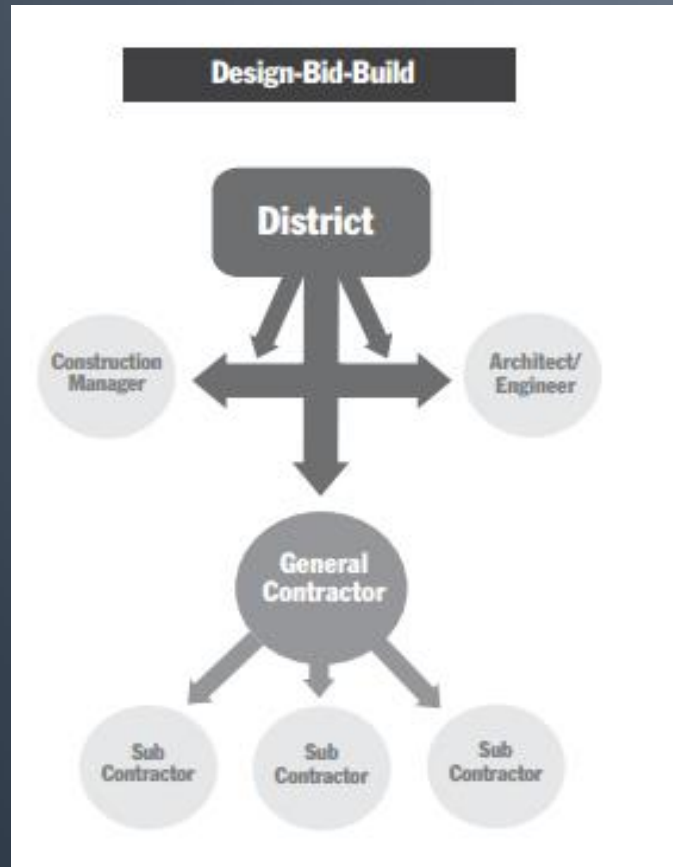 Design-Bid-Build
District
Construction
Manager
Architect/
Engineer
General
Contractor
Sub
Contractor
Sub
Contractor
Sub
Contractor